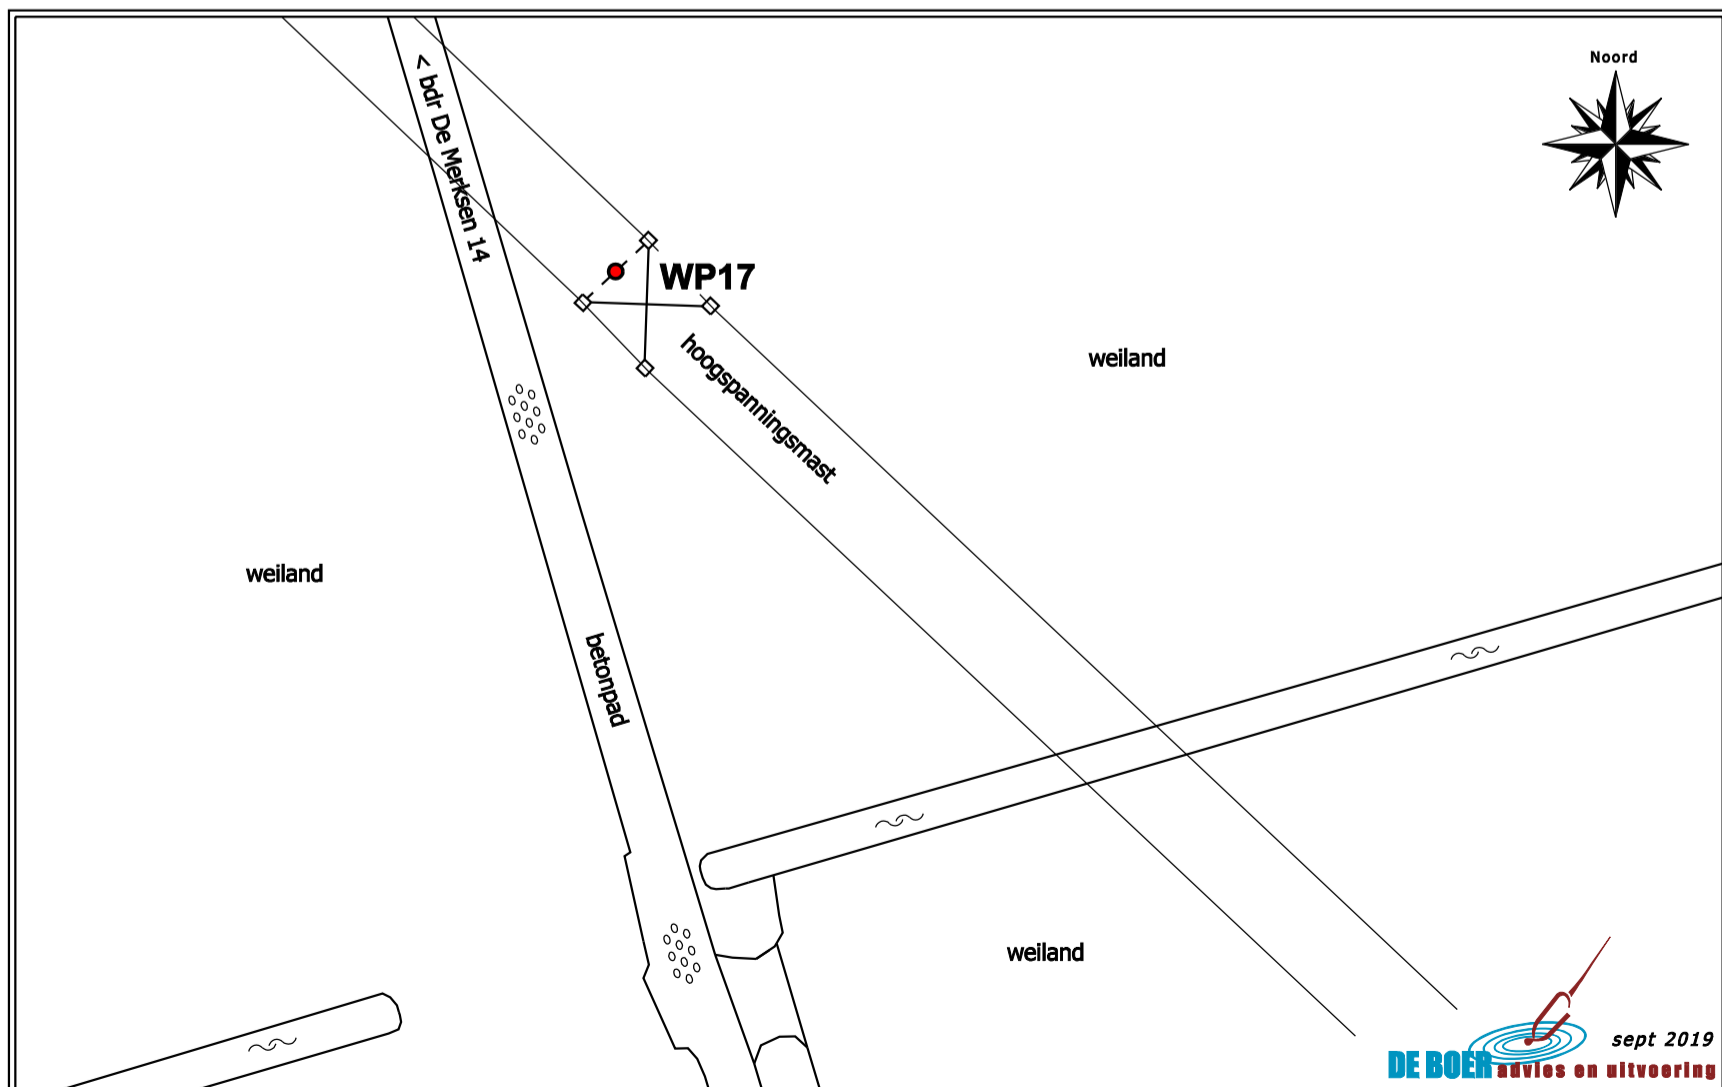 Noord
< bdr De Merksen 14
WP17
hoogspanningsmast
weiland
weiland
betonpad
weiland
sept 2019
DE BOER advies en uitvoering